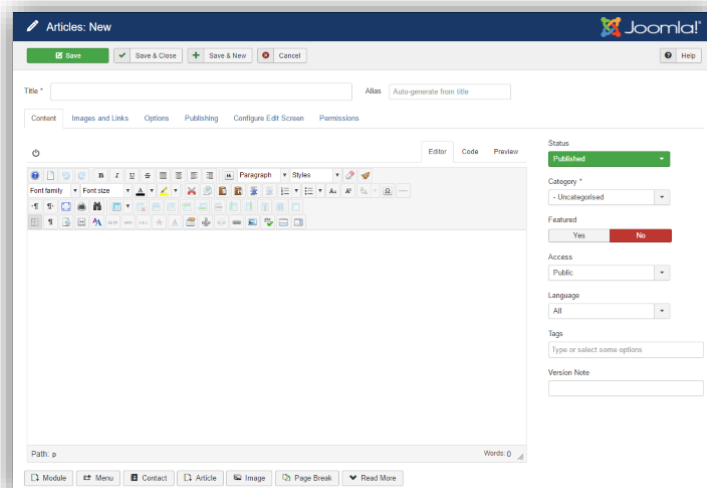 Articles: New
Joomla!®
Save
Save & Close
Save & New
Cancel
Help
Title *
Alias
Auto-generate from title
Content
Images and Links
Options
Publishing
Configure Edit Screen
Permissions
Editor
Code
Preview
Paragraph
Styles
Font family
Font size
Path: p
Words: 0
Module
Menu
Contact
Article
Image
Page Break
Read More
Status
Published
Category *
- Uncategorised
Featured
Yes
No
Access
Public
Language
All
Tags
Type or select some options
Version Note